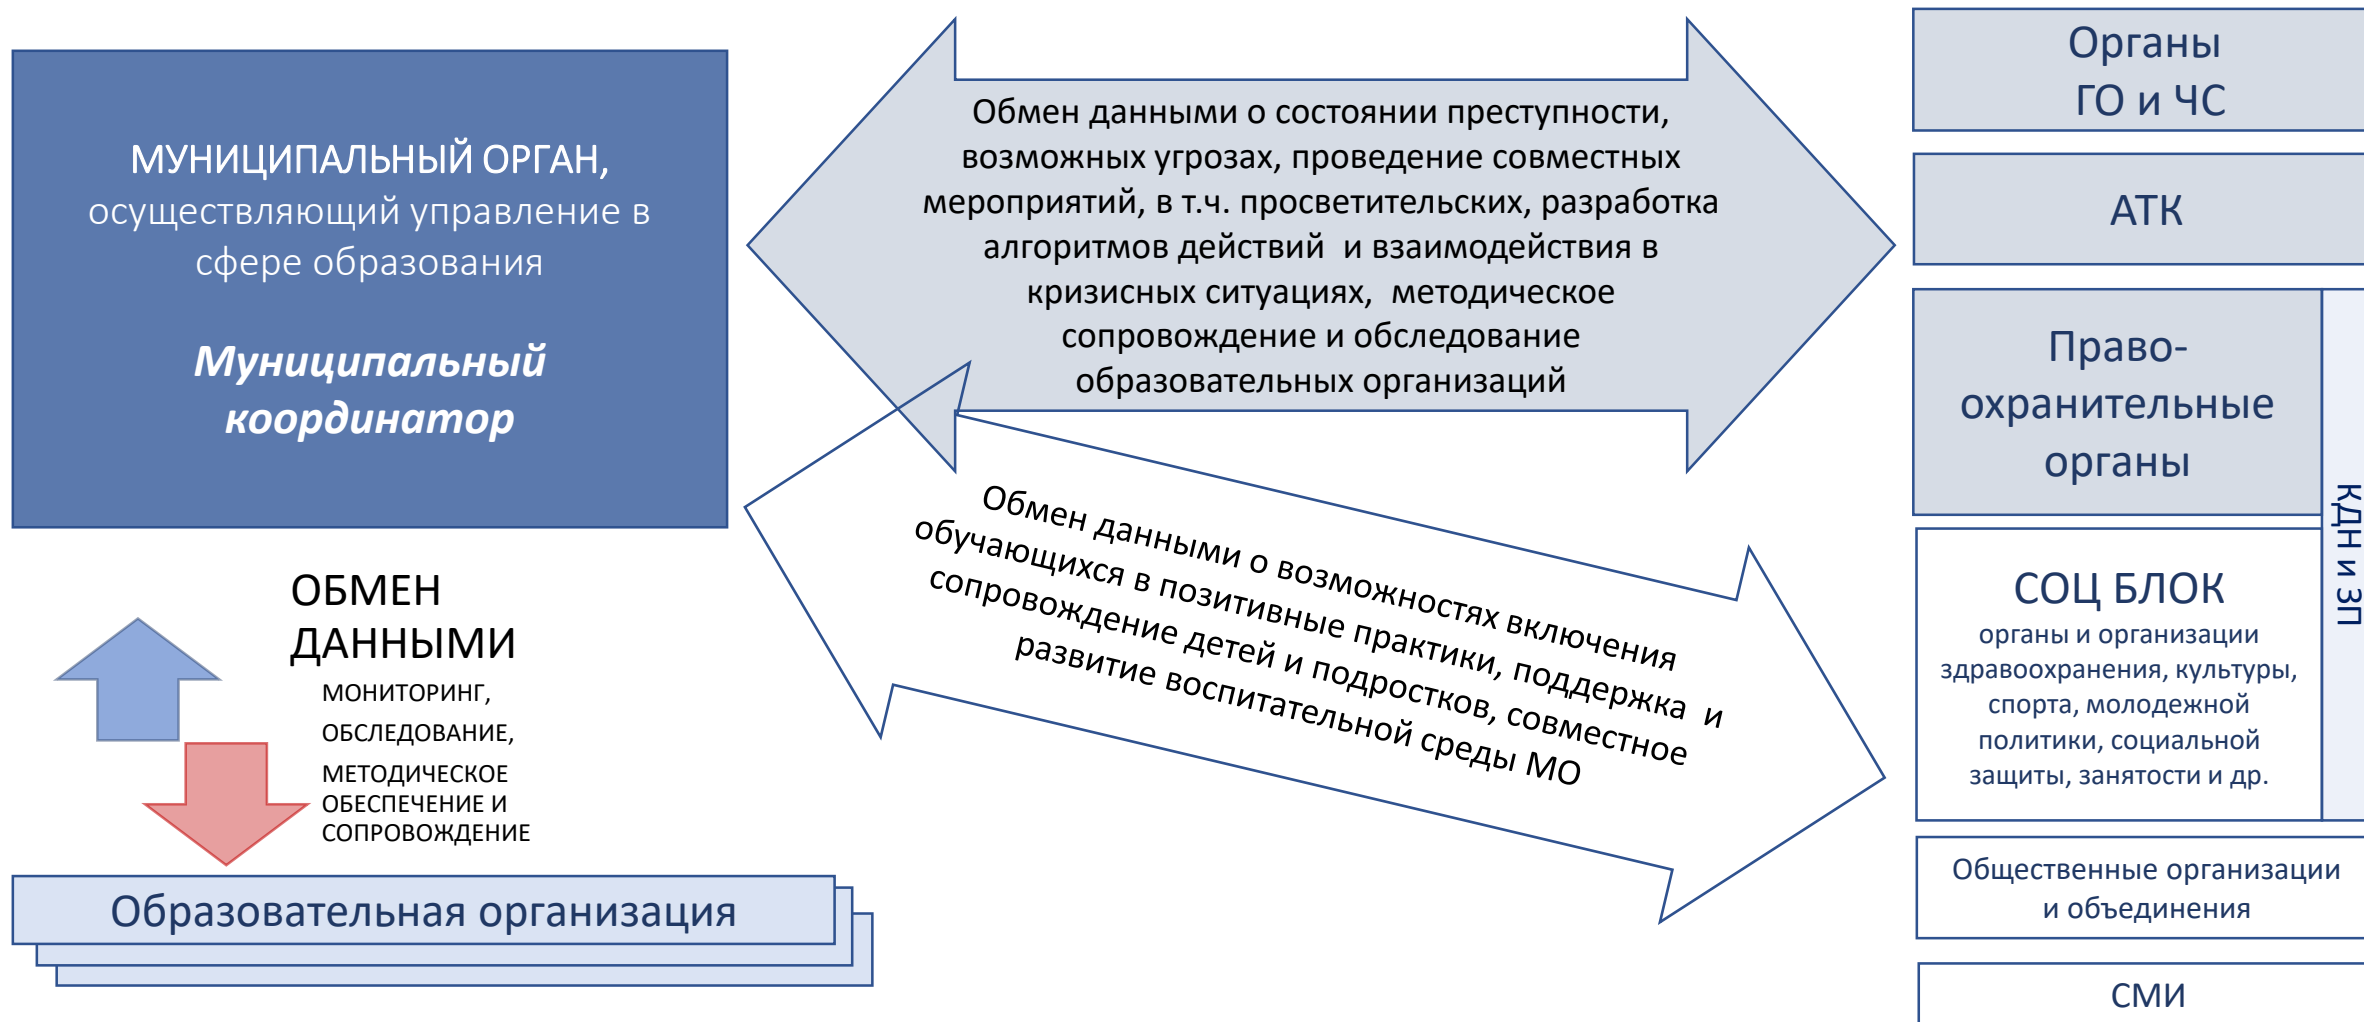 МУНИЦИПАЛЬНЫЙ ОРГАН,
осуществляющий управление в
сфере образования
Муниципальный
координатор
Обмен данными о состоянии преступности,
возможных угрозах, проведение совместных
мероприятий, в т.ч. просветительских, разработка
алгоритмов действий и взаимодействия в
кризисных ситуациях, методическое
сопровождение и обследование
образовательных организаций
Обмен данными о возможностях включения
обучающихся в позитивные практики, поддержка и
сопровождение детей и подростков, совместное
развитие воспитательной среды МО
ОБМЕН
ДАННЫМИ
МОНИТОРИНГ,
ОБСЛЕДОВАНИЕ,
МЕТОДИЧЕСКОЕ
ОБЕСПЕЧЕНИЕ И
СОПРОВОЖДЕНИЕ
Образовательная организация
Органы
ГО и ЧС
АТК
Право-
охранительные
органы
КДН и ЗП
СОЦ БЛОК
органы и организации
здравоохранения, культуры,
спорта, молодежной
политики, социальной
защиты, занятости и др.
Общественные организации
и объединения
СМИ